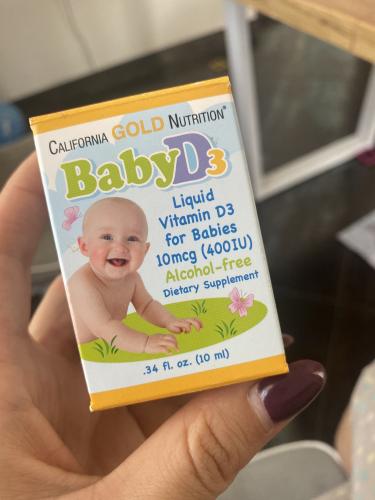 CALIFORNIA GOLD NUTRITION®
BabyD3
Liquid
Vitamin D3
for Babies
10mcg (400IU)
Alcohol-free
Dietary Supplement
.34 fl. oz. (10 ml)